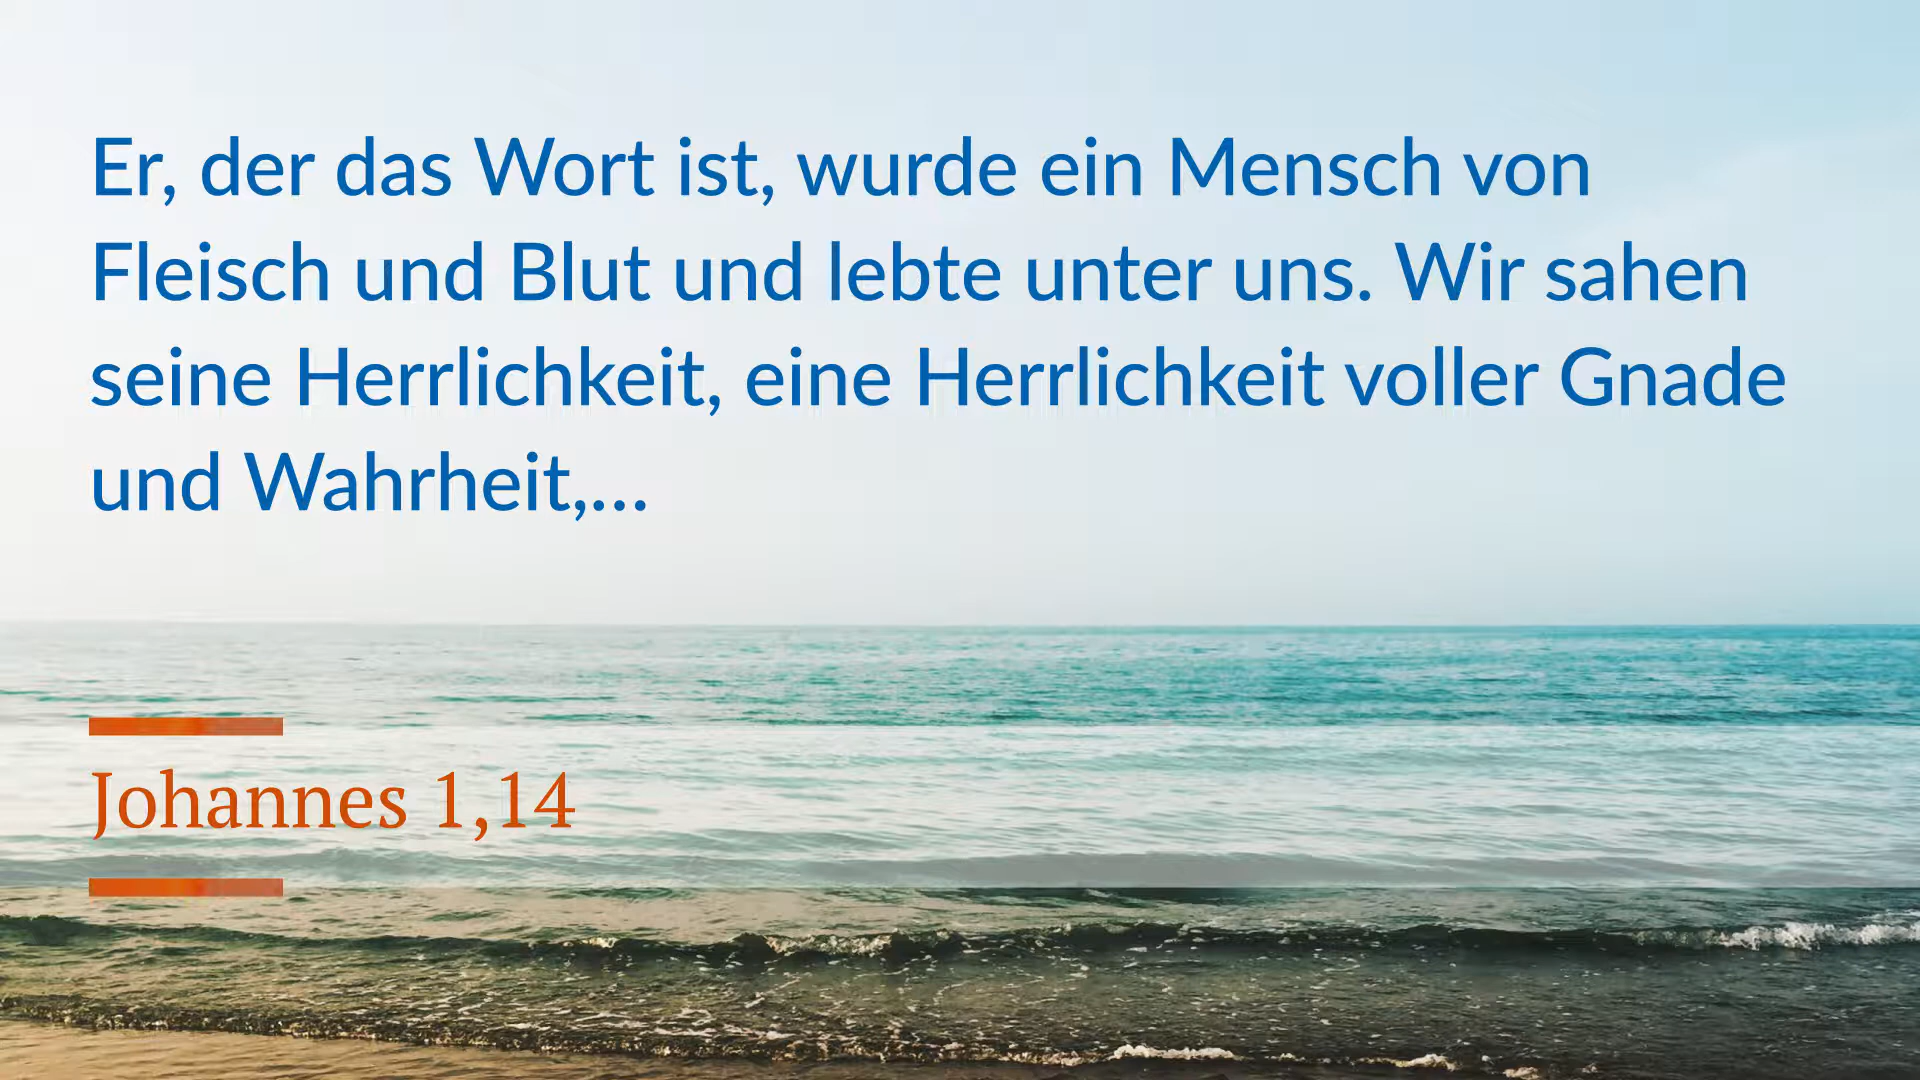 Er, der das Wort ist, wurde ein Mensch von
Fleisch und Blut und lebte unter uns. Wir sahen
seine Herrlichkeit, eine Herrlichkeit voller Gnade
und Wahrheit,...
Johannes 1,14